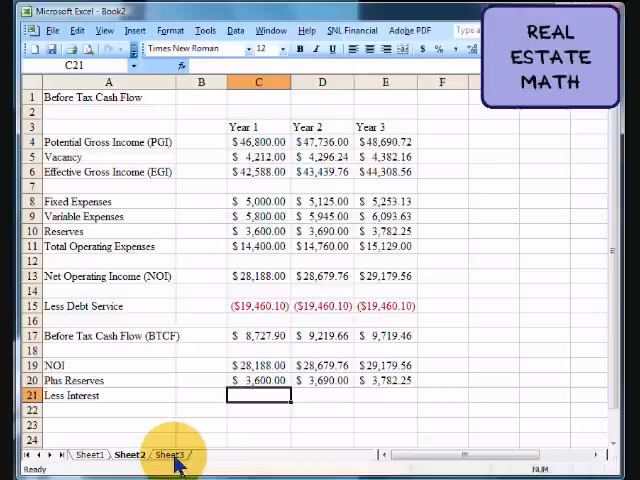 Microsoft Excel - Book2
REAL
ESTATE
MATH
File Edit View Insert Format Tools Data Window Help SNL Financial Adobe PDF
Times New Roman 12 B I U $ % ,
C21 fx
A B C D E F
1 Before Tax Cash Flow
2
3 Year 1 Year 2 Year 3
4 Potential Gross Income (PGI) $ 46,800.00 $ 47,736.00 $ 48,690.72
5 Vacancy $ 4,212.00 $ 4,296.24 $ 4,382.16
6 Effective Gross Income (EGI) $ 42,588.00 $ 43,439.76 $ 44,308.56
7
8 Fixed Expenses $ 5,000.00 $ 5,125.00 $ 5,253.13
9 Variable Expenses $ 5,800.00 $ 5,945.00 $ 6,093.63
10 Reserves $ 3,600.00 $ 3,690.00 $ 3,782.25
11 Total Operating Expenses $ 14,400.00 $ 14,760.00 $ 15,129.00
12
13 Net Operating Income (NOI) $ 28,188.00 $ 28,679.76 $ 29,179.56
14
15 Less Debt Service ($19,460.10) ($19,460.10) ($19,460.10)
16
17 Before Tax Cash Flow (BTCF) $ 8,727.90 $ 9,219.66 $ 9,719.46
18
19 NOI $ 28,188.00 $ 28,679.76 $ 29,179.56
20 Plus Reserves $ 3,600.00 $ 3,690.00 $ 3,782.25
21 Less Interest
22
23
24
Sheet1 Sheet2 Sheet3
Ready NUM